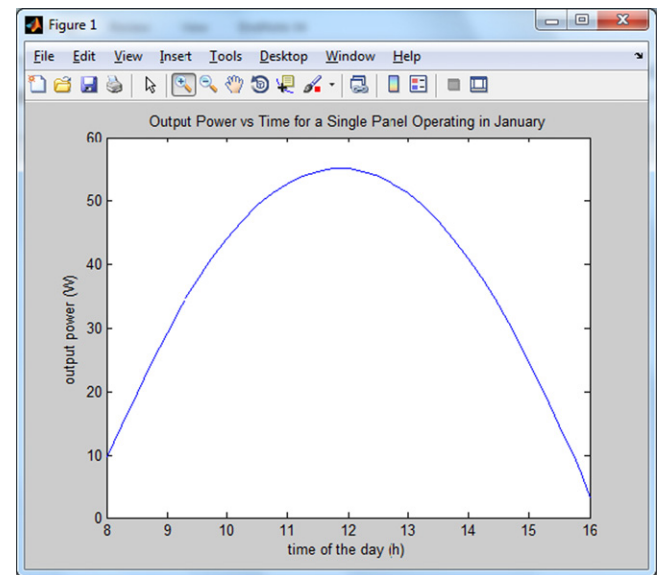 Figure 1
File Edit View Insert Tools Desktop Window Help
Output Power vs Time for a Single Panel Operating in January
60
50
40
30
20
10
0
output power (W)
8 9 10 11 12 13 14 15 16
time of the day (h)